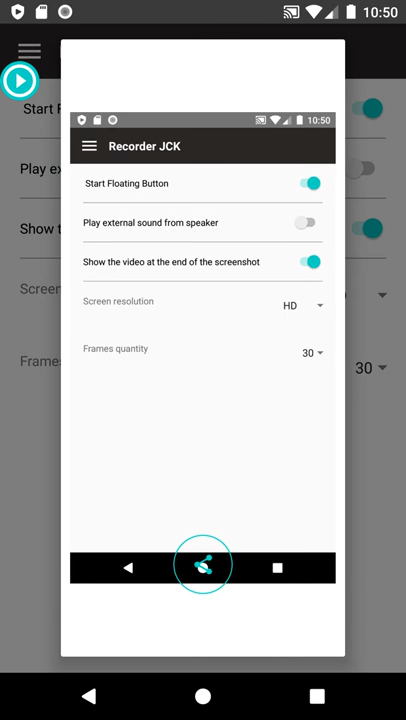 10:50
Start F
Play ex
Show t
Screen
Frames
30
10:50
Recorder JCK
Start Floating Button
Play external sound from speaker
Show the video at the end of the screenshot
Screen resolution
HD
Frames quantity
30